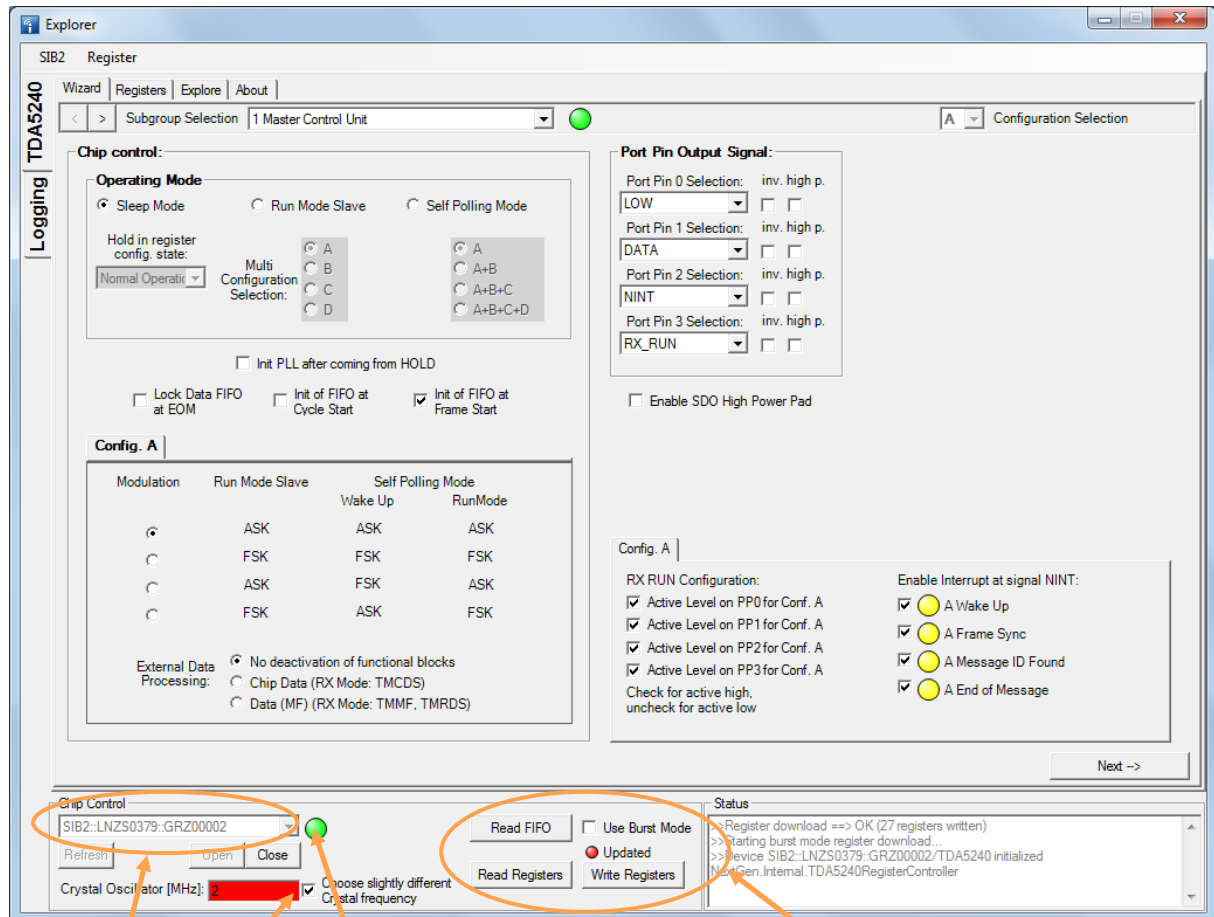 Explorer
SIB2 Register
TDA5240
Logging
Wizard Registers Explore About
< > Subgroup Selection 1 Master Control Unit A Configuration Selection
Chip control:
Operating Mode
Sleep Mode Run Mode Slave Self Polling Mode
Hold in register
config. state:
Normal Operatic
Multi
Configuration
Selection:
A
B
C
D
A
A+B
A+B+C
A+B+C+D
Init PLL after coming from HOLD
Lock Data FIFO
at EOM
Init of FIFO at
Cycle Start
Init of FIFO at
Frame Start
Config. A
Modulation Run Mode Slave Self Polling Mode
Wake Up RunMode
ASK ASK ASK
FSK FSK FSK
ASK FSK ASK
FSK ASK FSK
External Data
Processing:
No deactivation of functional blocks
Chip Data (RX Mode: TMCDS)
Data (MF) (RX Mode: TMMF, TMRDS)
Port Pin Output Signal:
Port Pin 0 Selection: inv. high p.
LOW
Port Pin 1 Selection: inv. high p.
DATA
Port Pin 2 Selection: inv. high p.
NINT
Port Pin 3 Selection: inv. high p.
RX_RUN
Enable SDO High Power Pad
Config. A
RX RUN Configuration:
Active Level on PP0 for Conf. A
Active Level on PP1 for Conf. A
Active Level on PP2 for Conf. A
Active Level on PP3 for Conf. A
Check for active high,
uncheck for active low
Enable Interrupt at signal NINT:
A Wake Up
A Frame Sync
A Message ID Found
A End of Message
Next -->
Chip Control
SIB2::LNZS0379::GRZ00002
Refresh Open Close
Crystal Oscillator [MHz]: 2
Choose slightly different
Crystal frequency
Read FIFO Use Burst Mode
Updated
Read Registers Write Registers
Status
>>Register download ==> OK (27 registers written)
>>Starting burst mode register download...
>>Device SIB2::LNZS0379::GRZ00002/TDA5240 initialized
NextGen.Internal.TDA5240RegisterController